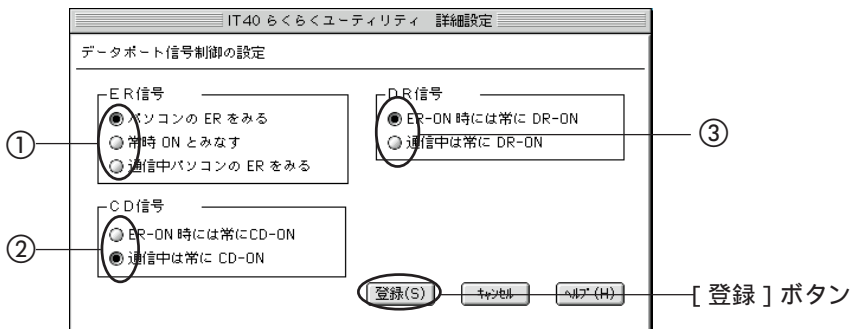 IT40 らくらくユーティリティ　詳細設定
データポート信号制御の設定
ER信号
パソコンの ER をみる
常時 ON とみなす
通信中パソコンの ER をみる
①
DR信号
ER-ON 時には常に DR-ON
通信中は常に DR-ON
③
CD信号
ER-ON 時には常にCD-ON
通信中は常に CD-ON
②
登録(S)
キャンセル
ヘルプ(H)
[ 登録 ] ボタン